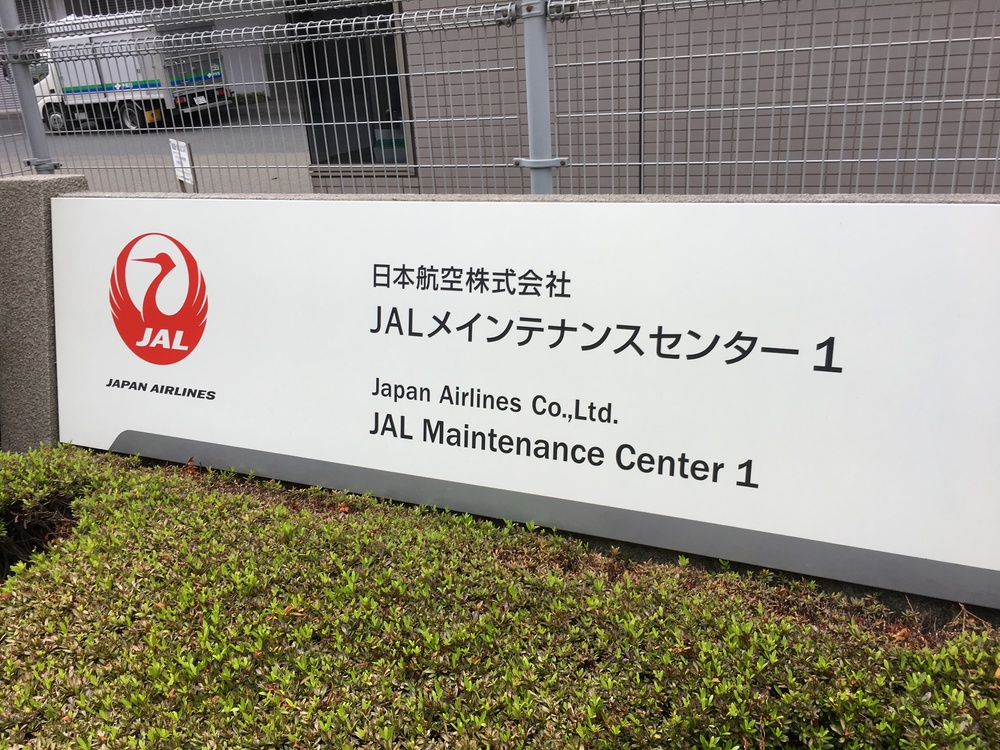 JAL
JAPAN AIRLINES
日本航空株式会社
JALメインテナンスセンター 1
Japan Airlines Co.,Ltd.
JAL Maintenance Center 1